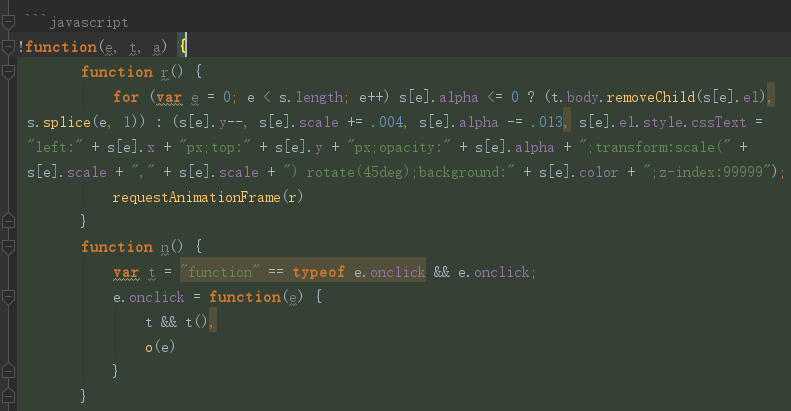 ```javascript
!function(e, t, a) {
function r() {
for (var e = 0; e < s.length; e++) s[e].alpha <= 0 ? (t.body.removeChild(s[e].el),
s.splice(e, 1)) : (s[e].y--, s[e].scale += .004, s[e].alpha -= .013, s[e].el.style.cssText =
"left:" + s[e].x + "px;top:" + s[e].y + "px;opacity:" + s[e].alpha + ";transform:scale(" +
s[e].scale + "," + s[e].scale + ") rotate(45deg);background:" + s[e].color + ";z-index:99999");
requestAnimationFrame(r)
}
function n() {
var t = "function" == typeof e.onclick && e.onclick;
e.onclick = function(e) {
t && t(),
o(e)
}
}